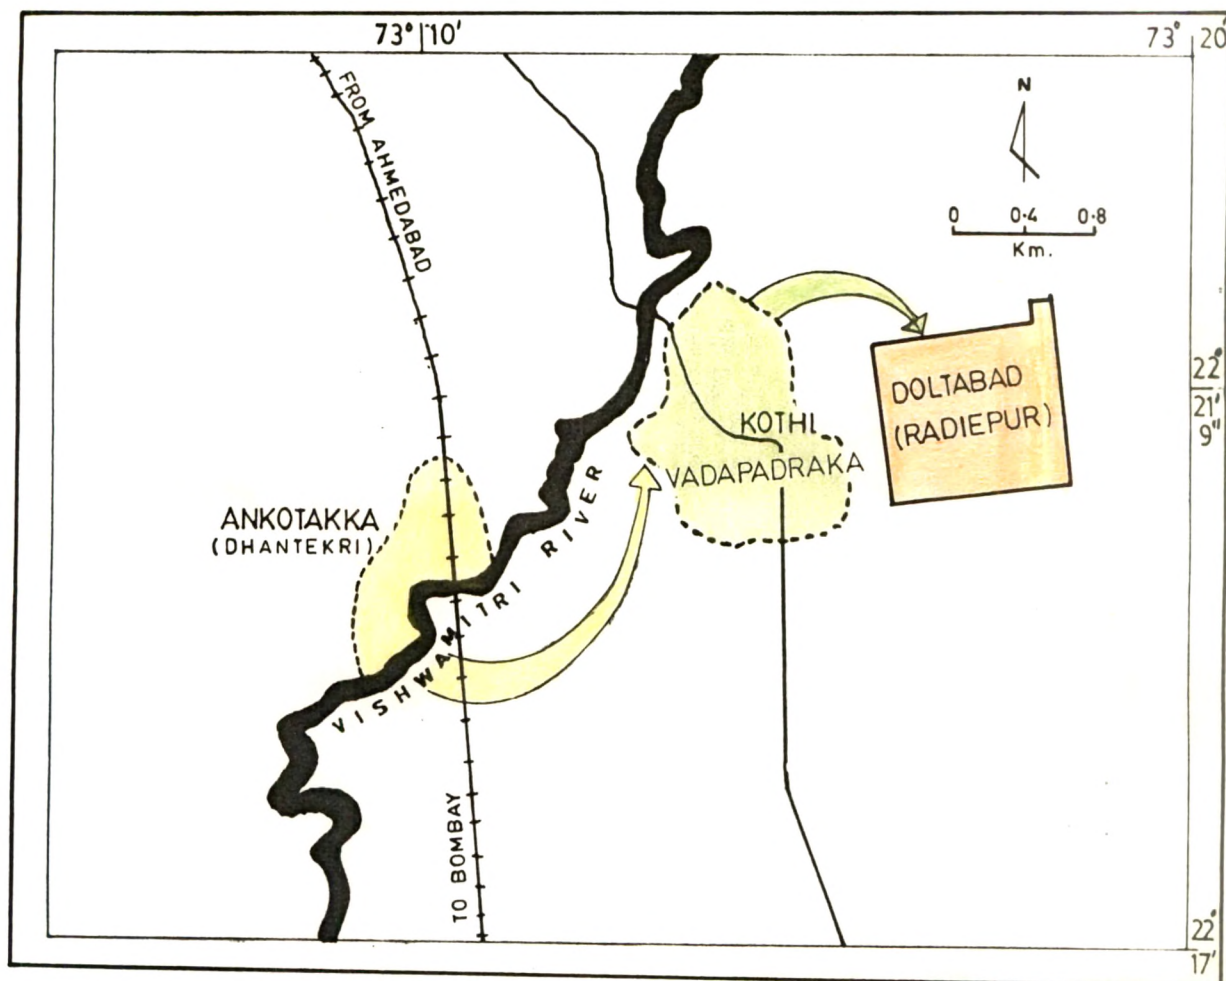 73° 10'
73° 20'
FROM AHMEDABAD
N
0 0·4 0·8
Km.
22°
21'
9"
DOLTABAD
(RADIEPUR)
KOTHI
VADAPADRAKA
ANKOTAKKA
(DHANTEKRI)
VISHWAMITRI RIVER
TO BOMBAY
22°
17'